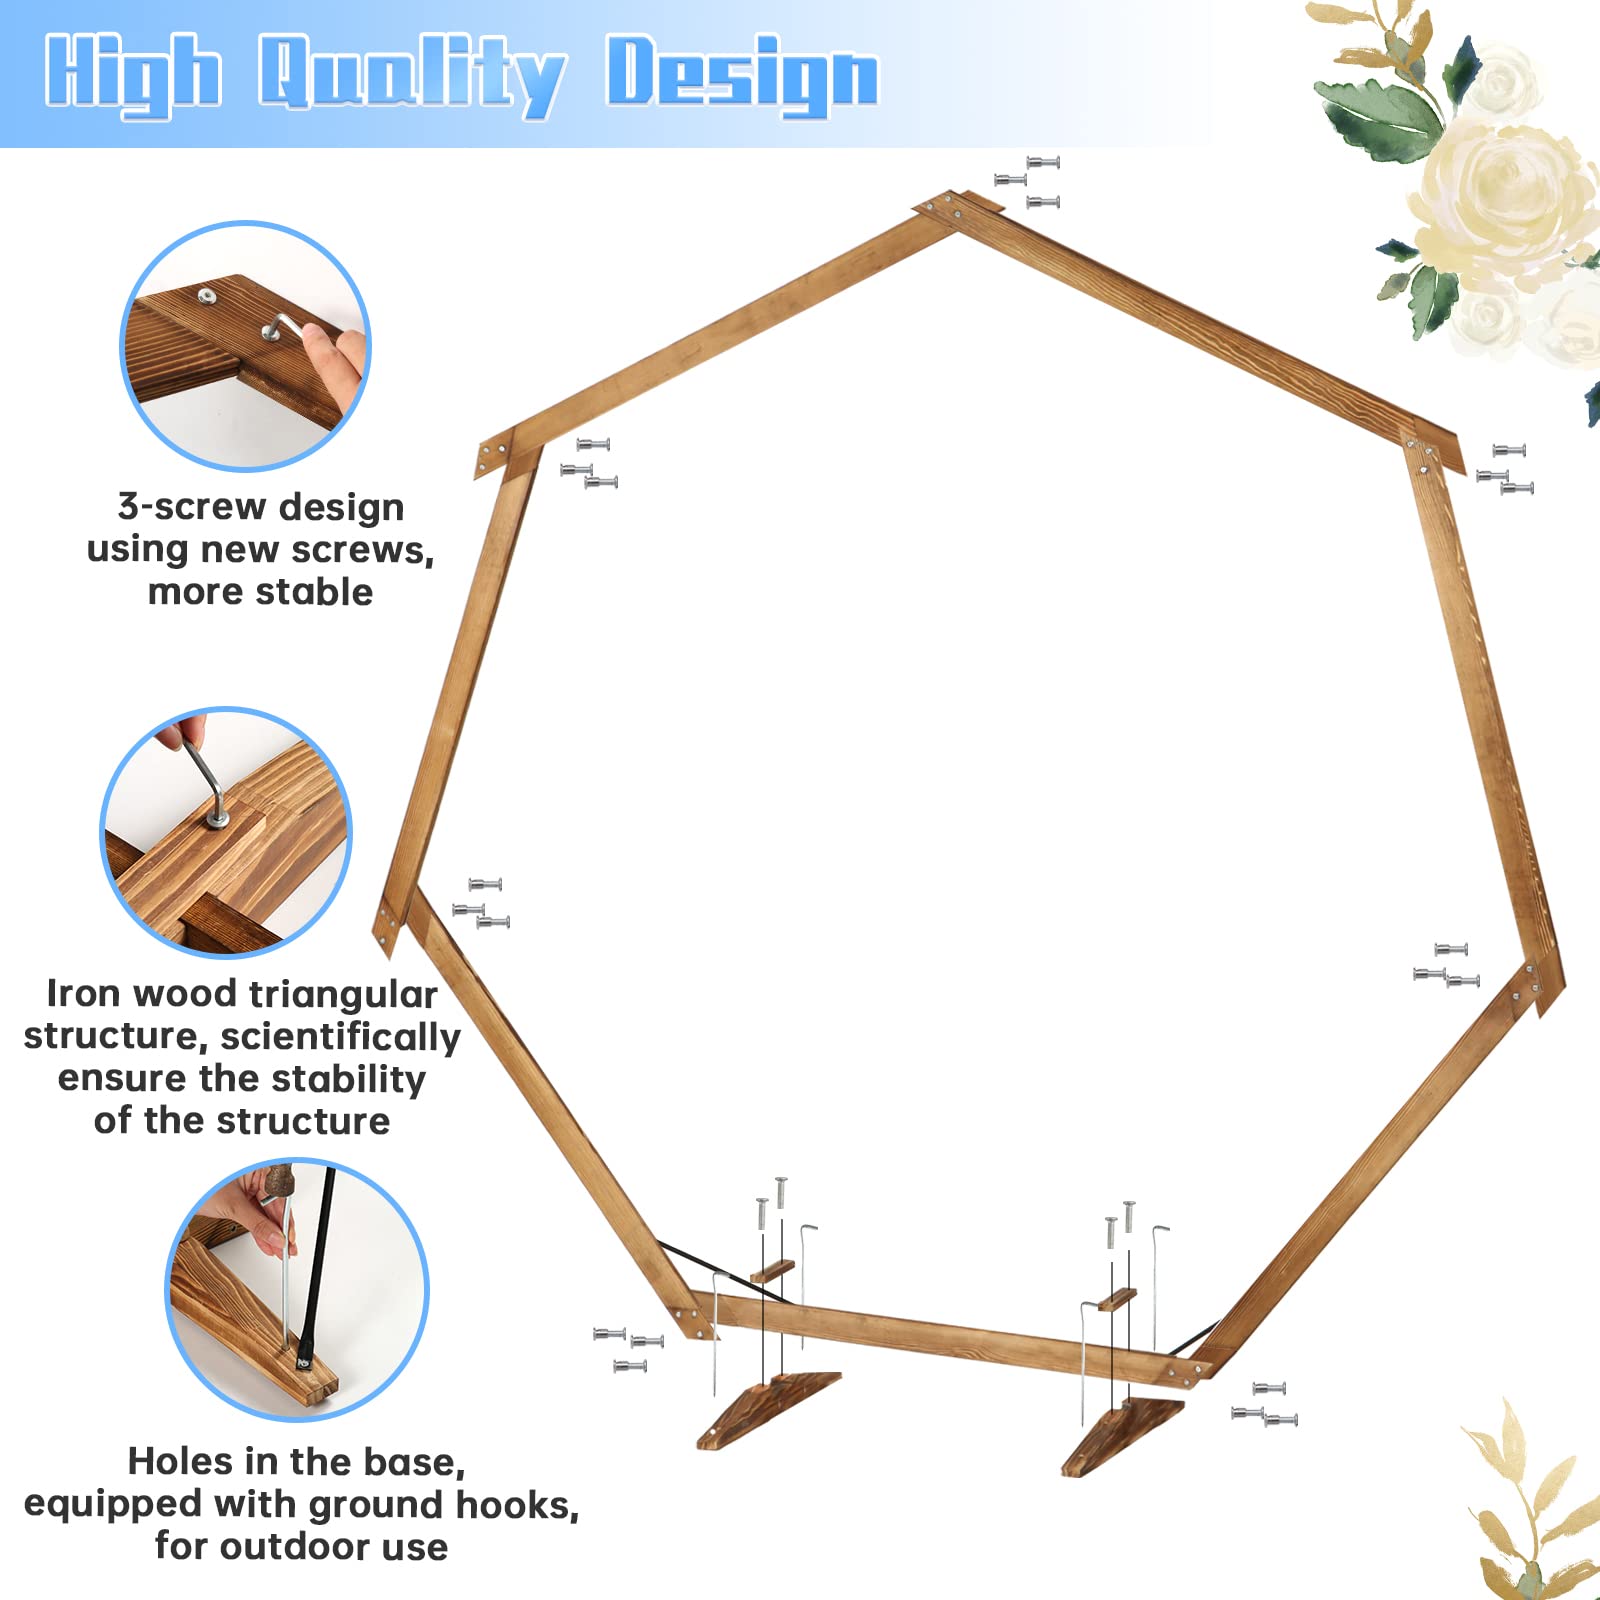 High Quality Design
3-screw design
using new screws,
more stable
Iron wood triangular
structure, scientifically
ensure the stability
of the structure
Holes in the base,
equipped with ground hooks,
for outdoor use